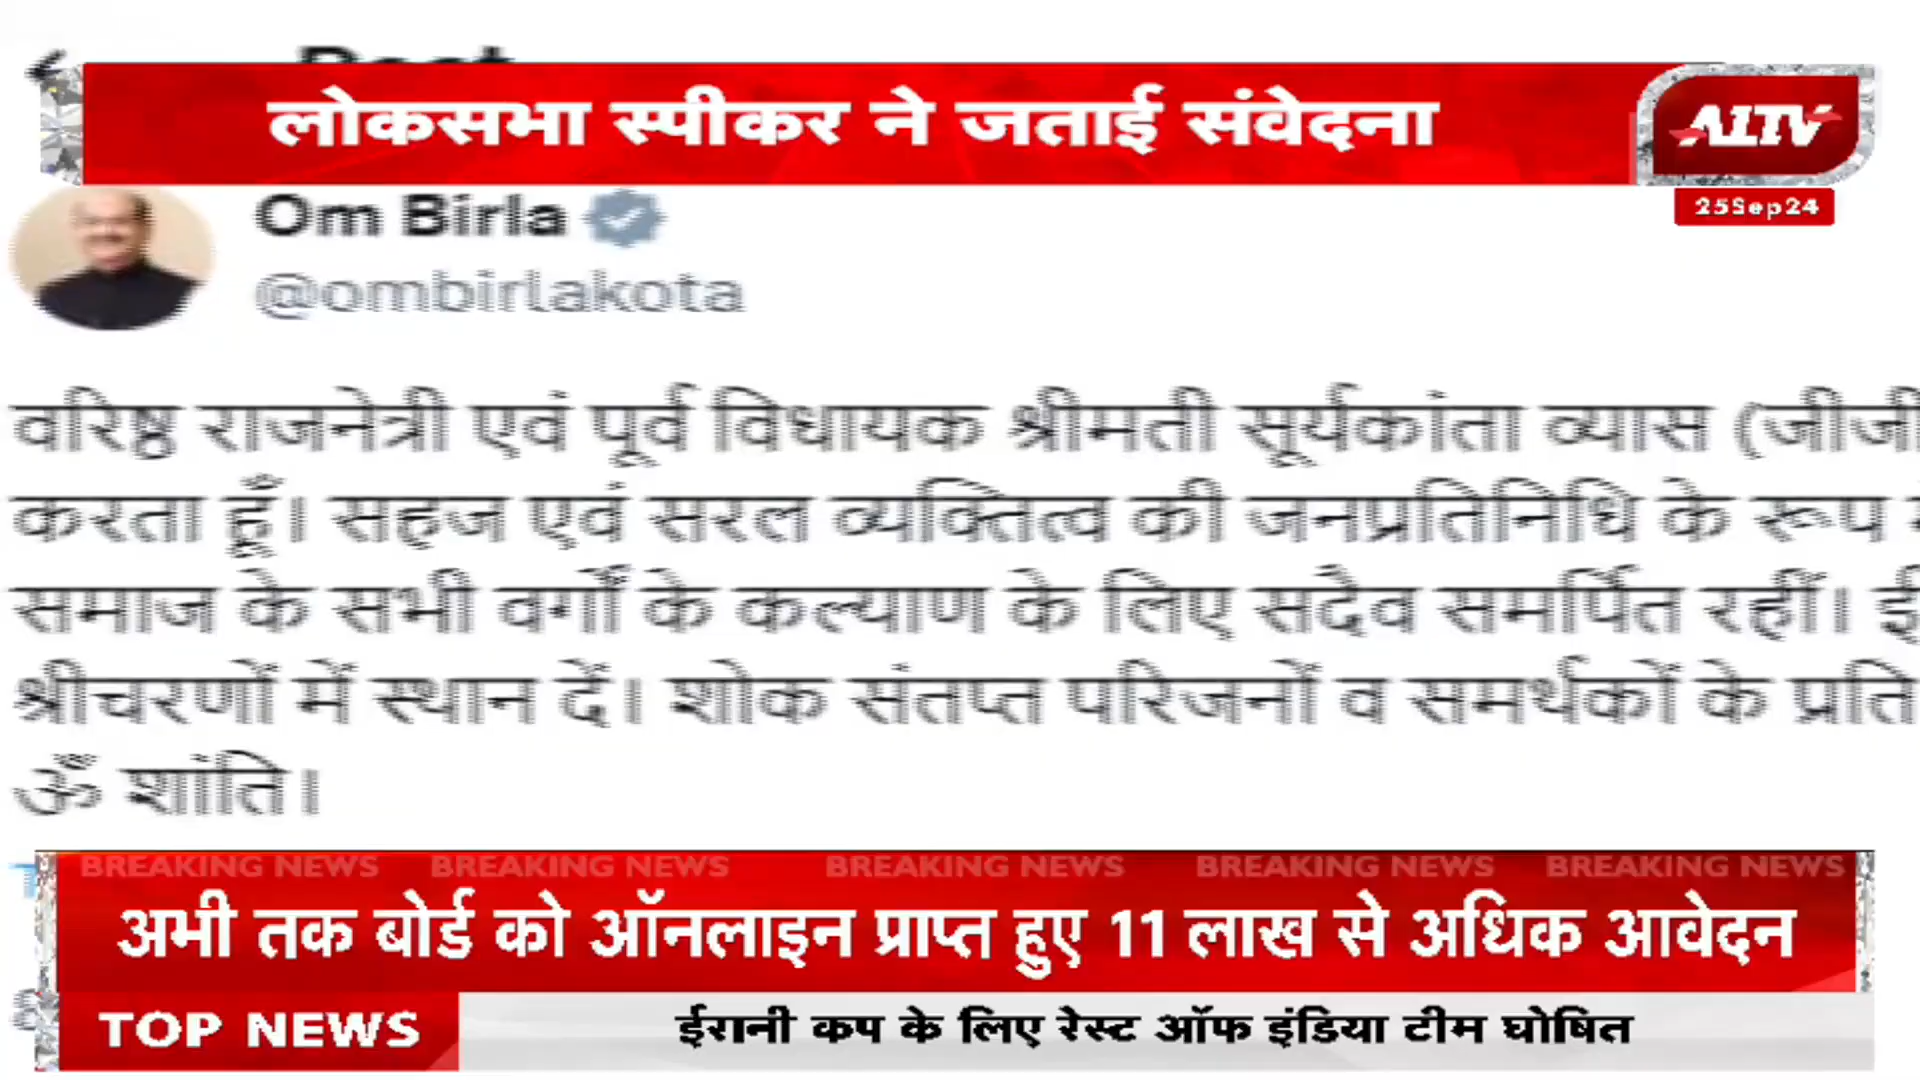 लोकसभा स्पीकर ने जताई संवेदना
ALTV
25Sep24
Om Birla
@ombirlakota
वरिष्ठ राजनेत्री एवं पूर्व विधायक श्रीमती सूर्यकांता व्यास (जीजी
करता हूँ। सहज एवं सरल व्यक्तित्व की जनप्रतिनिधि के रूप
समाज के सभी वर्गों के कल्याण के लिए सदैव समर्पित रहीं।
श्रीचरणों में स्थान दें। शोक संतप्त परिजनों व समर्थकों के प्रति
ॐ शांति।
BREAKING NEWS BREAKING NEWS BREAKING NEWS BREAKING NEWS BREAKING NEWS
अभी तक बोर्ड को ऑनलाइन प्राप्त हुए 11 लाख से अधिक आवेदन
TOP NEWS
ईरानी कप के लिए रेस्ट ऑफ इंडिया टीम घोषित